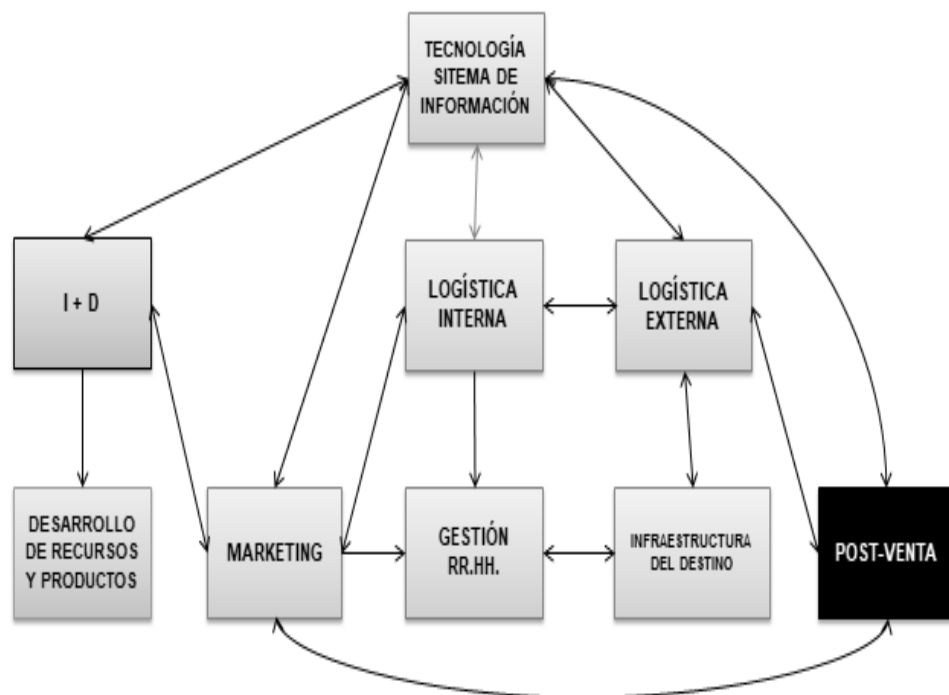 TECNOLOGÍA
SITEMA DE
INFORMACIÓN
I + D
LOGÍSTICA
INTERNA
LOGÍSTICA
EXTERNA
DESARROLLO
DE RECURSOS
Y PRODUCTOS
MARKETING
GESTIÓN
RR.HH.
INFRAESTRUCTURA
DEL DESTINO
POST-VENTA